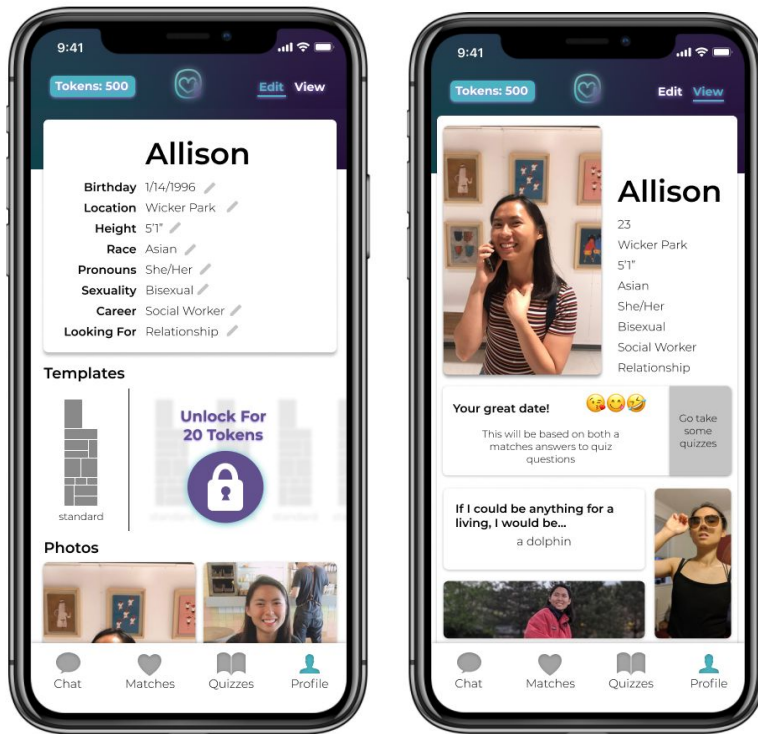 9:41
Tokens: 500
Edit View
Allison
Birthday 1/14/1996
Location Wicker Park
Height 5'1"
Race Asian
Pronouns She/Her
Sexuality Bisexual
Career Social Worker
Looking For Relationship
Templates
Unlock For
20 Tokens
standard
Photos
Chat Matches Quizzes Profile
9:41
Tokens: 500
Edit View
Allison
23
Wicker Park
5'1"
Asian
She/Her
Bisexual
Social Worker
Relationship
Your great date!
This will be based on both a
matches answers to quiz
questions
Go take
some
quizzes
If I could be anything for a
living, I would be...
a dolphin
Chat Matches Quizzes Profile